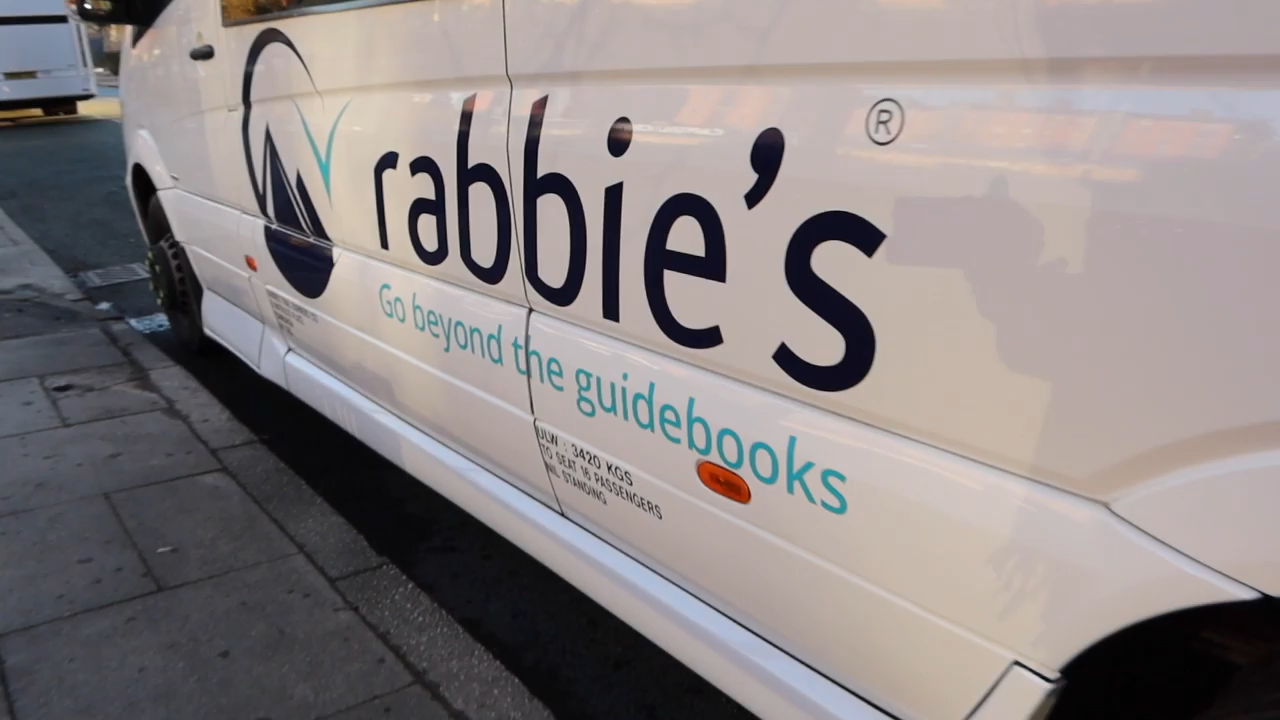 rabbie's ®
Go beyond the guidebooks
ULW : 3420 KGS
TO SEAT 16 PASSENGERS
NIL STANDING